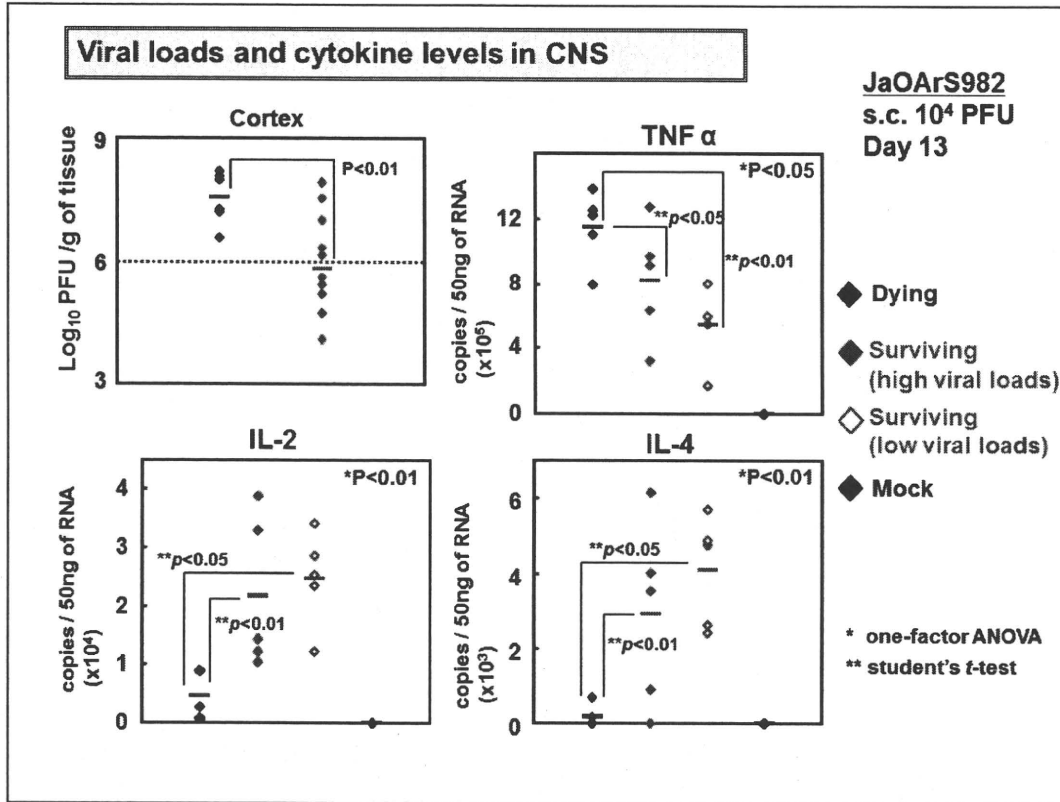 Viral loads and cytokine levels in CNS
JaOArS982
s.c. 10⁴ PFU
Day 13
Cortex
Log₁₀ PFU /g of tissue
9
6
3
P<0.01
TNF α
copies / 50ng of RNA
(x10⁵)
12
8
4
0
*P<0.05
**p<0.05
**p<0.01
Dying
Surviving
(high viral loads)
Surviving
(low viral loads)
Mock
IL-2
copies / 50ng of RNA
(x10⁴)
4
3
2
1
0
*P<0.01
**p<0.05
**p<0.01
IL-4
copies / 50ng of RNA
(x10³)
6
4
2
0
*P<0.01
**p<0.05
**p<0.01
* one-factor ANOVA
** student's t-test